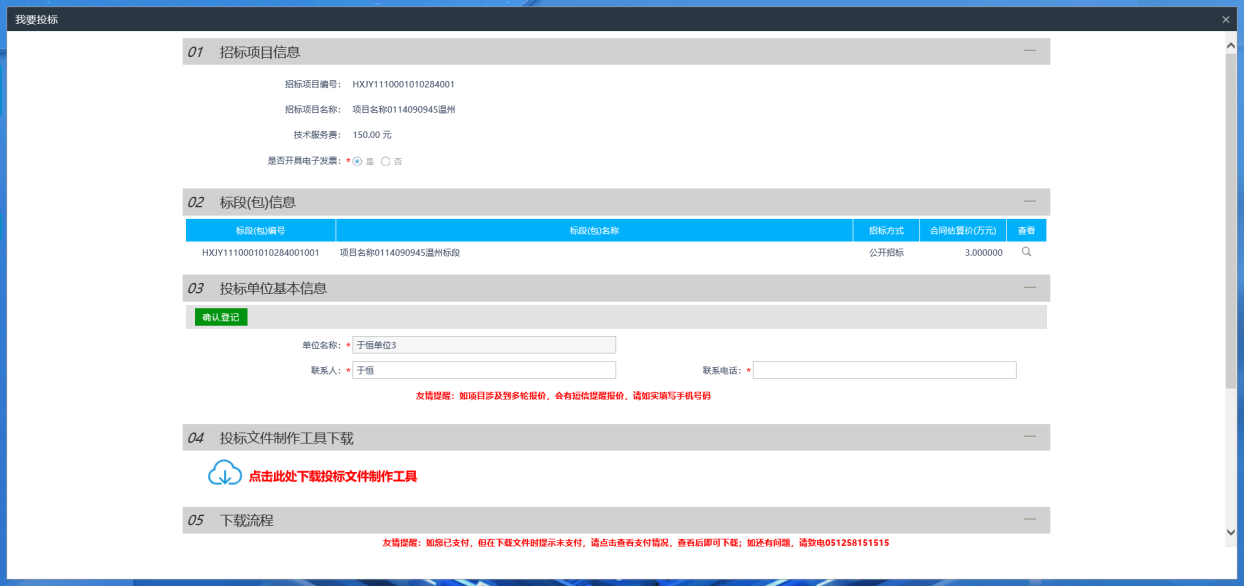 我要投标
01 招标项目信息
招标项目编号： HXJY1110001010284001
招标项目名称： 项目名称0114090945温州
技术服务费： 150.00 元
是否开具电子发票： * 是 否
02 标段(包)信息
标段(包)编号 标段(包)名称 招标方式 合同估算价(万元) 查看
HXJY1110001010284001001 项目名称0114090945温州标段 公开招标 3.000000
03 投标单位基本信息
确认登记
单位名称： * 于恒单位3
联系人： * 于恒 联系电话： *
友情提醒：如项目涉及到多轮报价，会有短信提醒报价，请如实填写手机号码
04 投标文件制作工具下载
点击此处下载投标文件制作工具
05 下载流程
友情提醒：如您已支付，但在下载文件时提示未支付，请点击查看支付情况，查看后即可下载；如还有问题，请致电051258151515